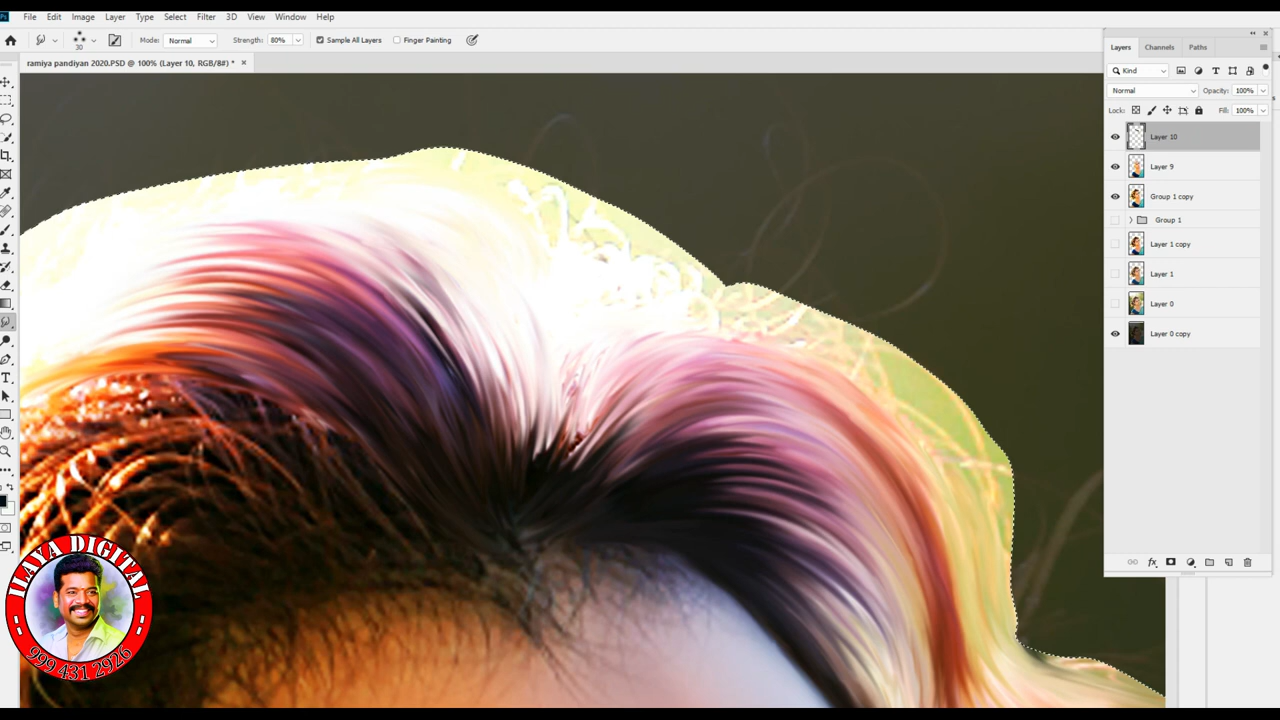 Ps File Edit Image Layer Type Select Filter 3D View Window Help
30 Mode: Normal Strength: 80% Sample All Layers Finger Painting
ramiya pandiyan 2020.PSD @ 100% (Layer 10, RGB/8#) *
Layers Channels Paths
Kind
Normal Opacity: 100%
Lock: Fill: 100%
Layer 10
Layer 9
Group 1 copy
Group 1
Layer 1 copy
Layer 1
Layer 0
Layer 0 copy
ILAYA DIGITAL
999 431 2926